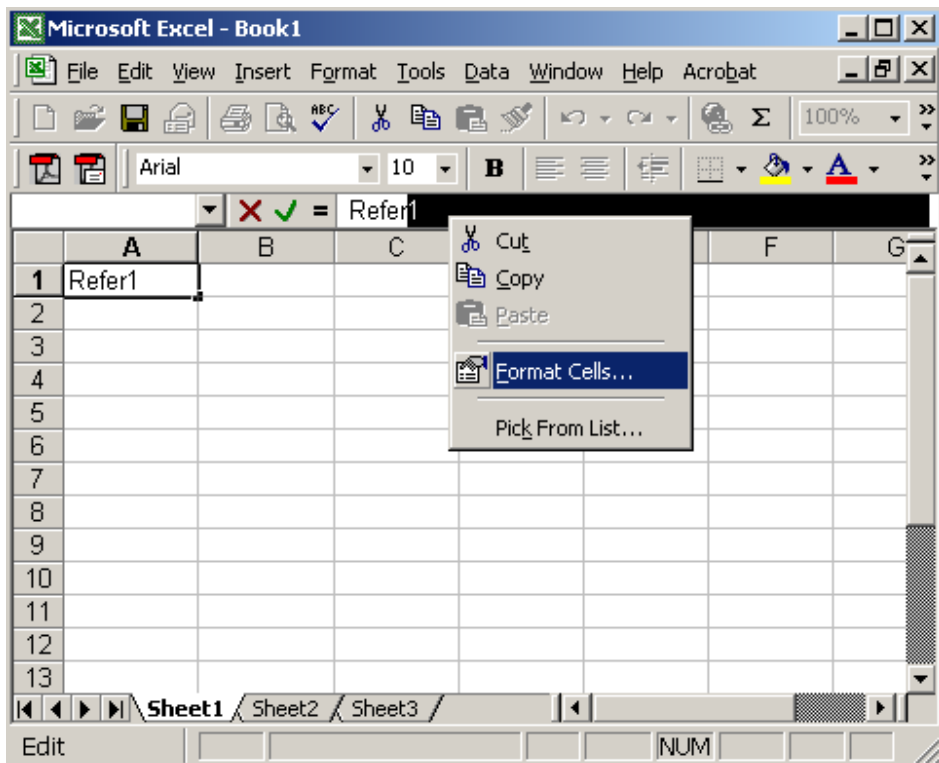 Microsoft Excel - Book1
File Edit View Insert Format Tools Data Window Help Acrobat
ABC Σ 100%
Arial 10 B A
= Refer1
A B C F G
1 Refer1
2
3
4
5
6
7
8
9
10
11
12
13
Cut
Copy
Paste
Format Cells...
Pick From List...
Sheet1 Sheet2 Sheet3
Edit NUM